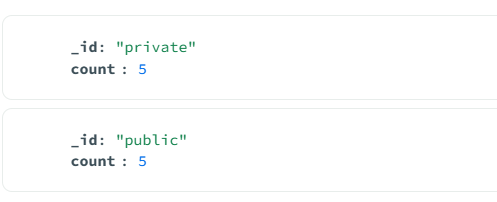 _id: "private"
count : 5
_id: "public"
count : 5